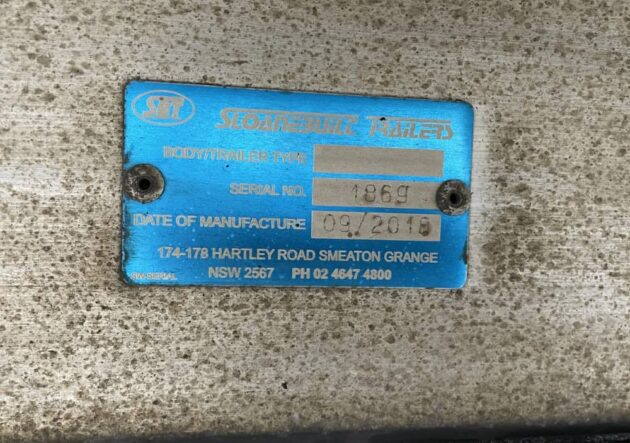 SBT SLOANEBUILT TRAILERS
BODY/TRAILER TYPE
SERIAL NO. 1869
DATE OF MANUFACTURE 09/2018
174-178 HARTLEY ROAD SMEATON GRANGE
NSW 2567 PH 02 4647 4800